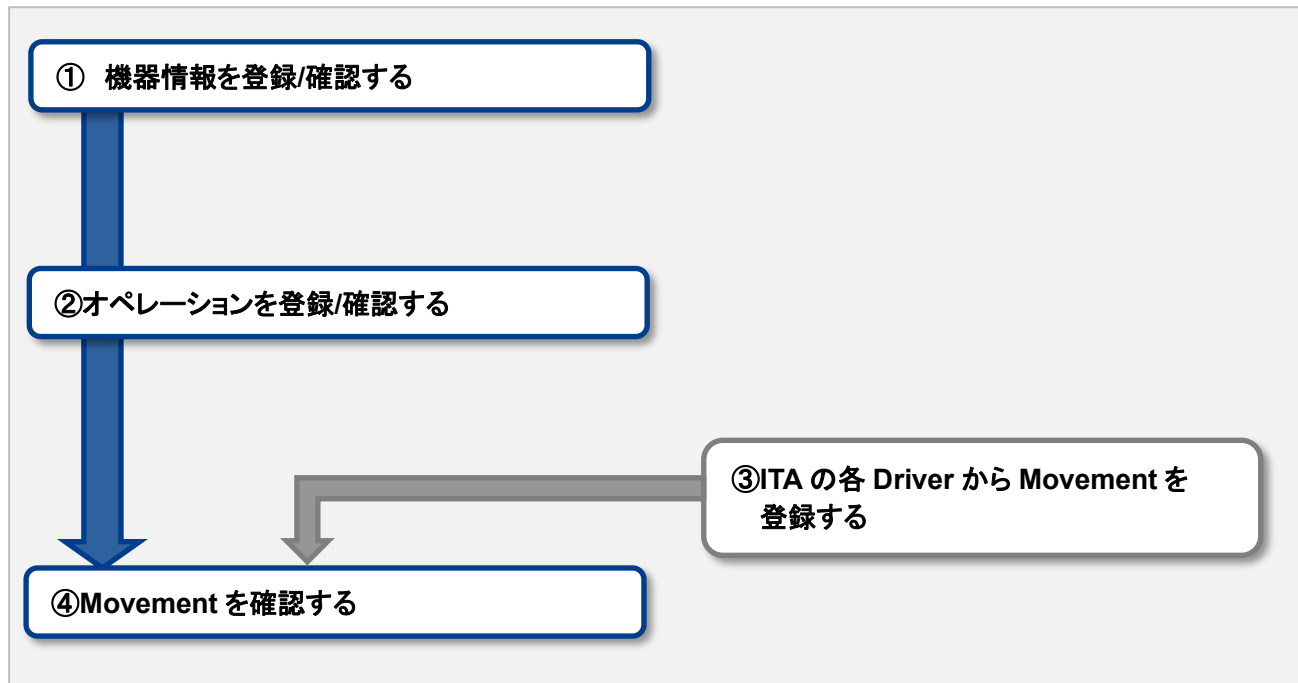 ① 機器情報を登録/確認する
②オペレーションを登録/確認する
③ITA の各 Driver から Movement を
登録する
④Movement を確認する